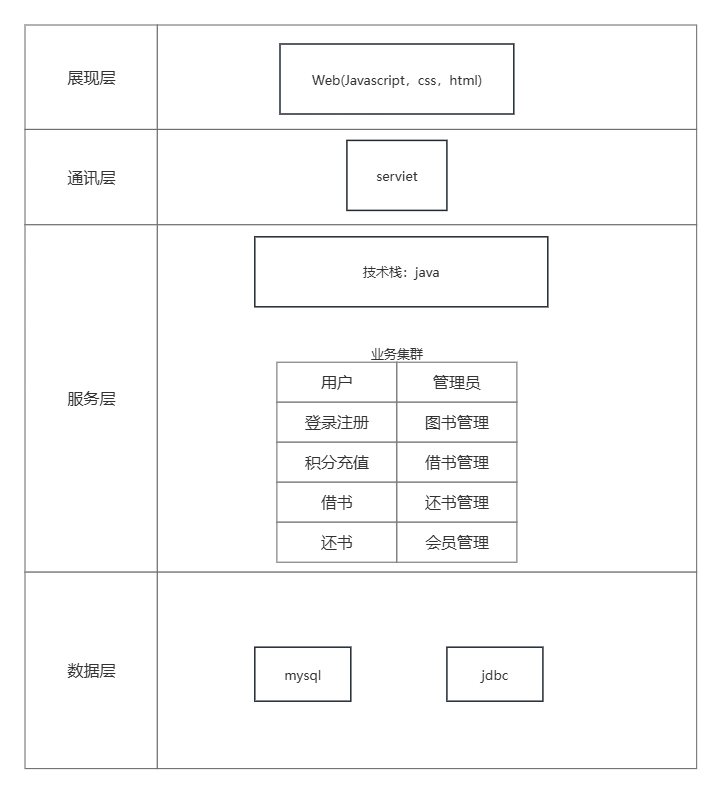 展现层
Web(Javascript，css，html)
通讯层
serviet
服务层
技术栈：java
业务集群
用户 管理员
登录注册 图书管理
积分充值 借书管理
借书 还书管理
还书 会员管理
数据层
mysql jdbc